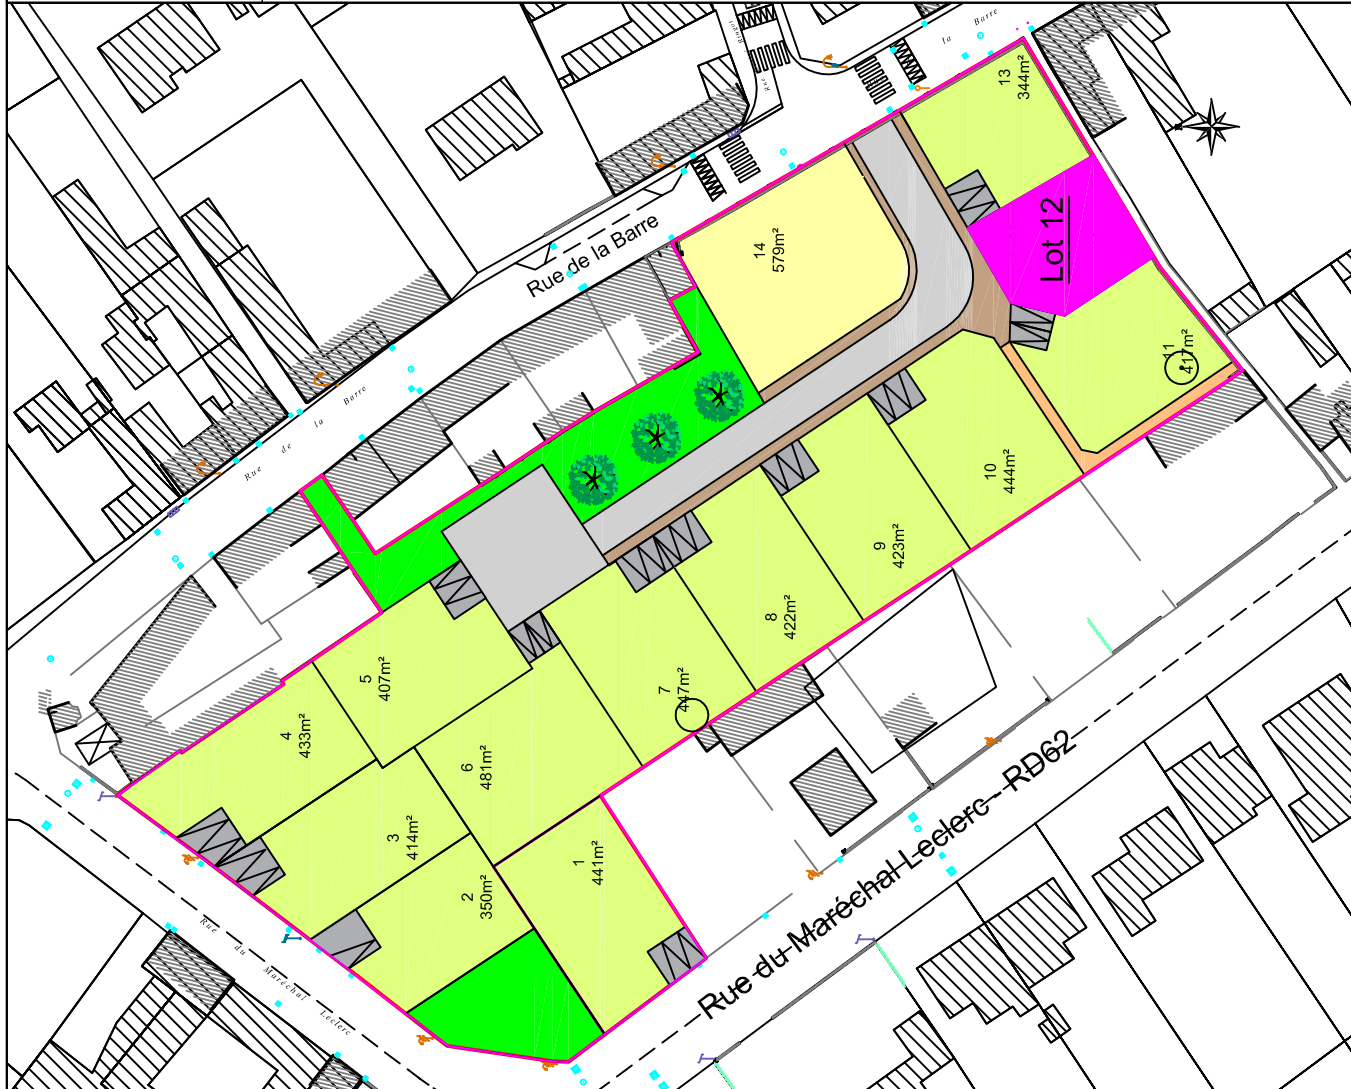 la
Barre
Rue
Rue de la Barre
13
344m²
Lot 12
14
579m²
11
417m²
Rue de la Barre
10
444m²
9
423m²
8
422m²
7
447m²
5
407m²
4
433m²
6
481m²
3
414m²
2
350m²
1
441m²
Rue du Maréchal Leclerc
Rue du Maréchal Leclerc - RD62